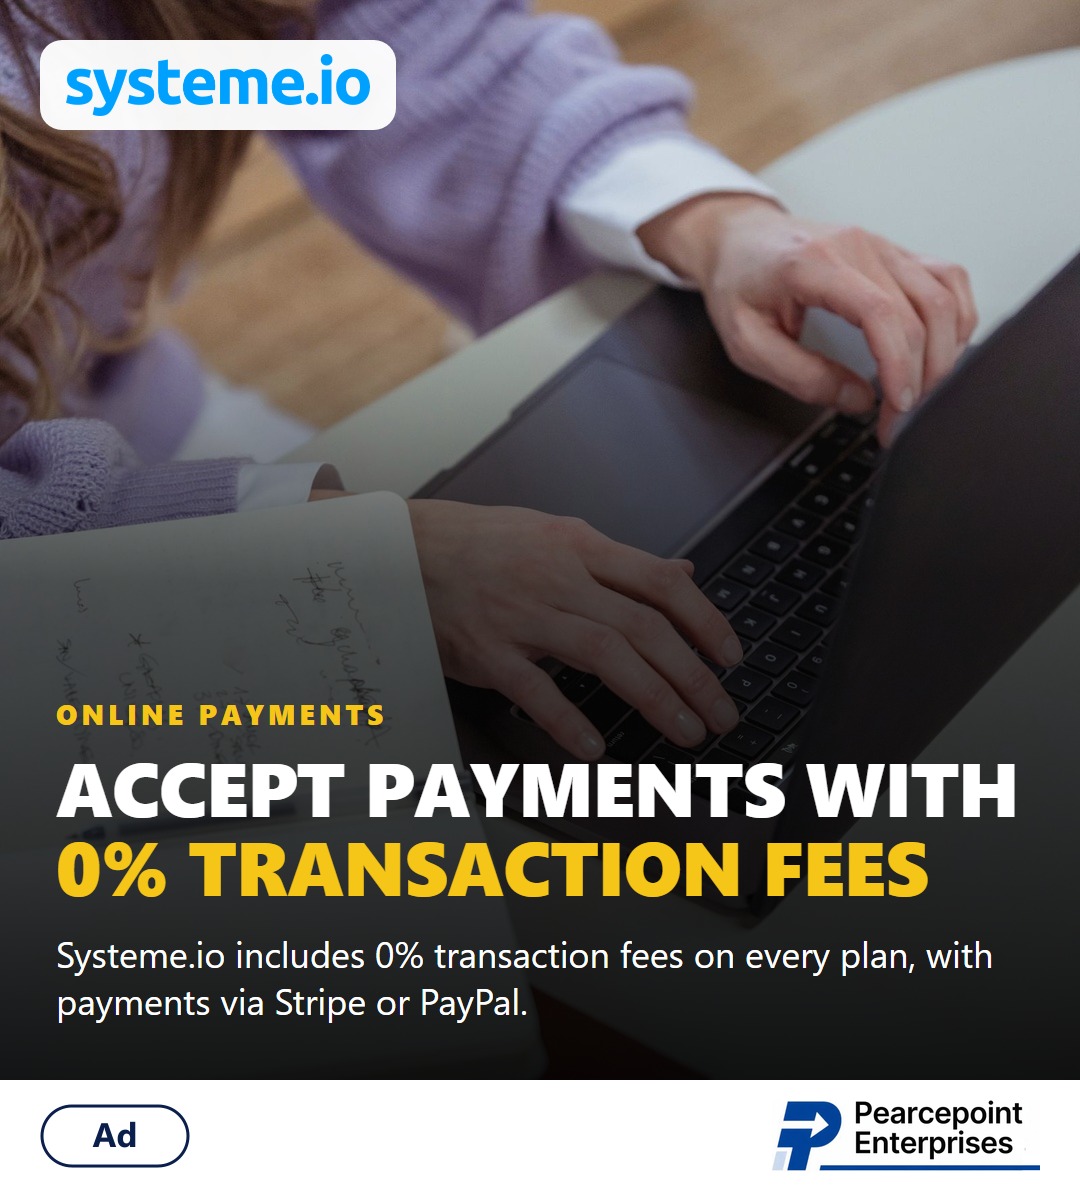 systeme.io
ONLINE PAYMENTS
ACCEPT PAYMENTS WITH
0% TRANSACTION FEES
Systeme.io includes 0% transaction fees on every plan, with
payments via Stripe or PayPal.
Ad
Pearcepoint
Enterprises